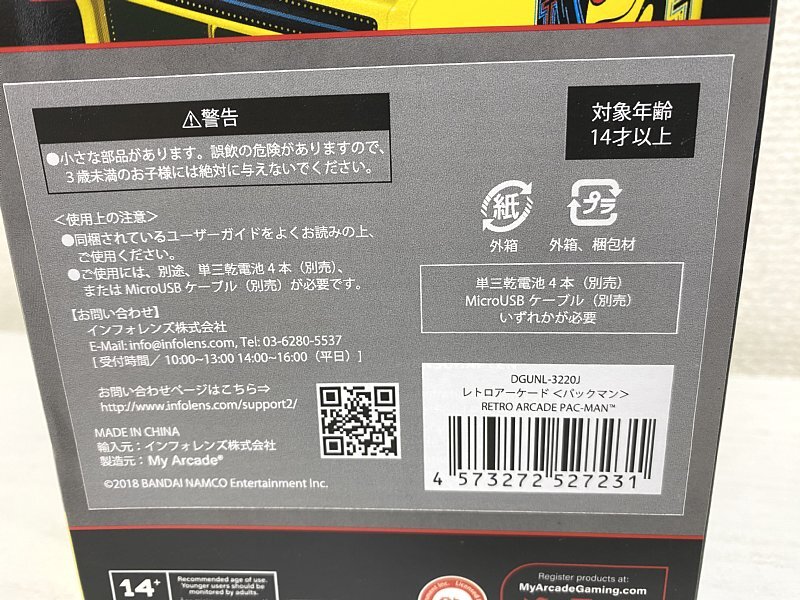 ⚠警告
●小さな部品があります。誤飲の危険がありますので、
3歳未満のお子様には絶対に与えないでください。
対象年齢
14才以上
＜使用上の注意＞
●同梱されているユーザーガイドをよくお読みの上、
ご使用ください。
●ご使用には、別途、単三乾電池4本（別売）、
または MicroUSB ケーブル（別売）が必要です。
紙
外箱
プラ
外箱、梱包材
単三乾電池4本（別売）
MicroUSB ケーブル（別売）
いずれかが必要
【お問い合わせ】
インフォレンズ株式会社
E-Mail: info@infolens.com, Tel: 03-6280-5537
[ 受付時間／ 10:00~13:00 14:00~16:00（平日）]
お問い合わせページはこちら⇒
http://www.infolens.com/support2/
MADE IN CHINA
輸入元：インフォレンズ株式会社
製造元：My Arcade®
©2018 BANDAI NAMCO Entertainment Inc.
DGUNL-3220J
レトロアーケード＜パックマン＞
RETRO ARCADE PAC-MAN™
4 573272 527231
14+
Recommended age of use.
Younger users should be
monitored by adults.
Register products at:
MyArcadeGaming.com